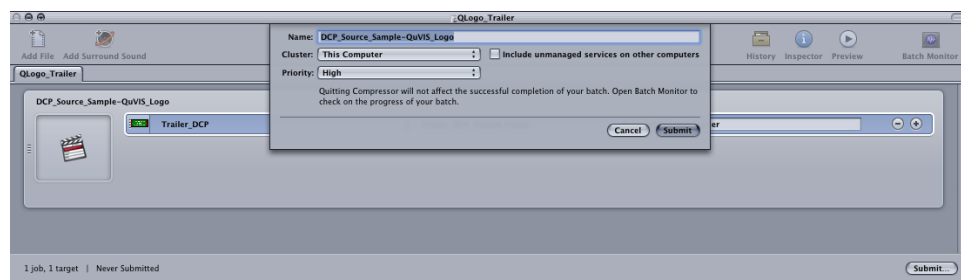 QLogo_Trailer
Add File Add Surround Sound
History Inspector Preview Batch Monitor
QLogo_Trailer
Name: DCP_Source_Sample-QuVIS_Logo
Cluster: This Computer Include unmanaged services on other computers
Priority: High
Quitting Compressor will not affect the successful completion of your batch. Open Batch Monitor to
check on the progress of your batch.
Cancel Submit
DCP_Source_Sample-QuVIS_Logo
Trailer_DCP
er
1 job, 1 target | Never Submitted
Submit...